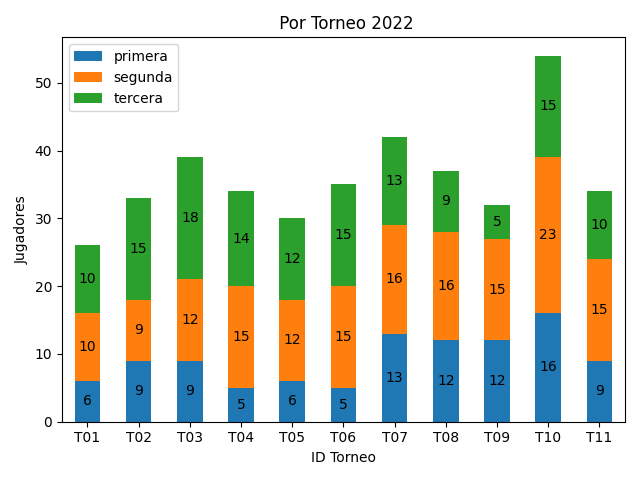 Por Torneo 2022
primera
segunda
tercera
Jugadores
50
40
30
20
10
0
10 15 18 14 12 15 13 9 5 15 10
10 9 12 15 12 15 16 16 15 23 15
6 9 9 5 6 5 13 12 12 16 9
T01 T02 T03 T04 T05 T06 T07 T08 T09 T10 T11
ID Torneo